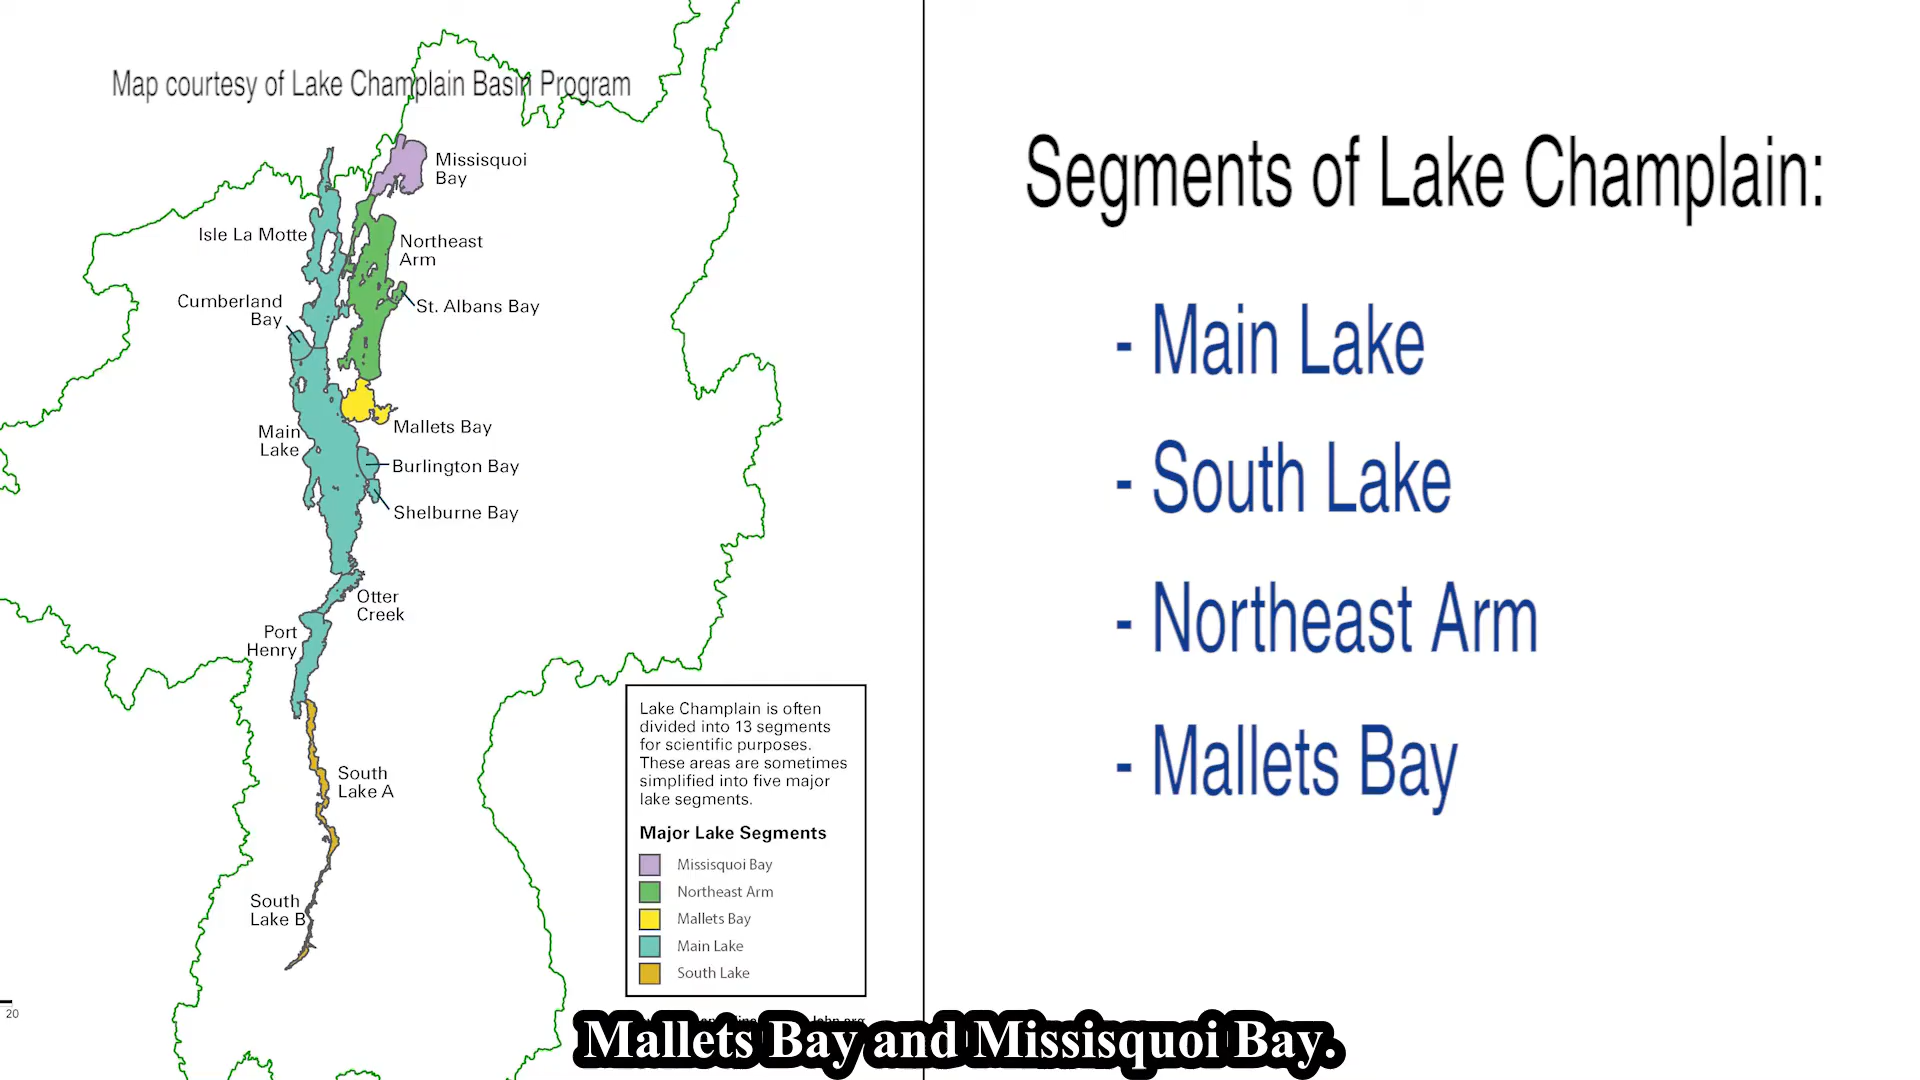 Map courtesy of Lake Champlain Basin Program
Missisquoi
Bay
Isle La Motte
Northeast
Arm
Cumberland
Bay
St. Albans Bay
Main
Lake
Mallets Bay
Burlington Bay
Shelburne Bay
Otter
Creek
Port
Henry
South
Lake A
South
Lake B
20
Lake Champlain is often
divided into 13 segments
for scientific purposes.
These areas are sometimes
simplified into five major
lake segments.
Major Lake Segments
Missisquoi Bay
Northeast Arm
Mallets Bay
Main Lake
South Lake
Segments of Lake Champlain:
- Main Lake
- South Lake
- Northeast Arm
- Mallets Bay
Mallets Bay and Missisquoi Bay.